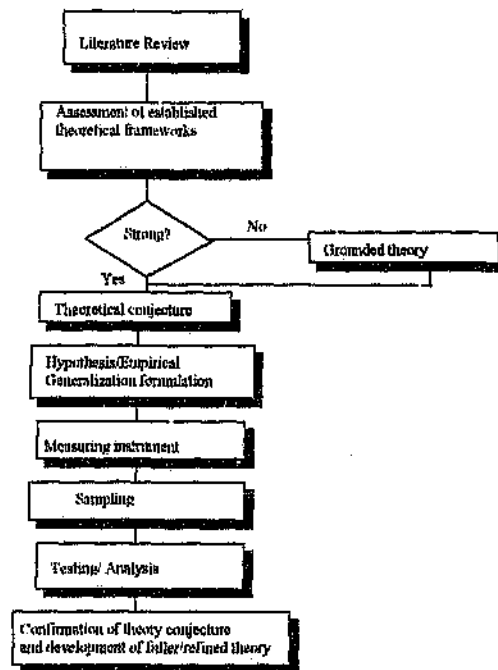 Literature Review
Assessment of established
theoretical frameworks
Strong?
No
Grounded theory
Yes
Theoretical conjecture
Hypothesis/Empirical
Generalization formulation
Measuring instrument
Sampling
Testing/ Analysis
Confirmation of theory conjecture
and development of fuller/refined theory